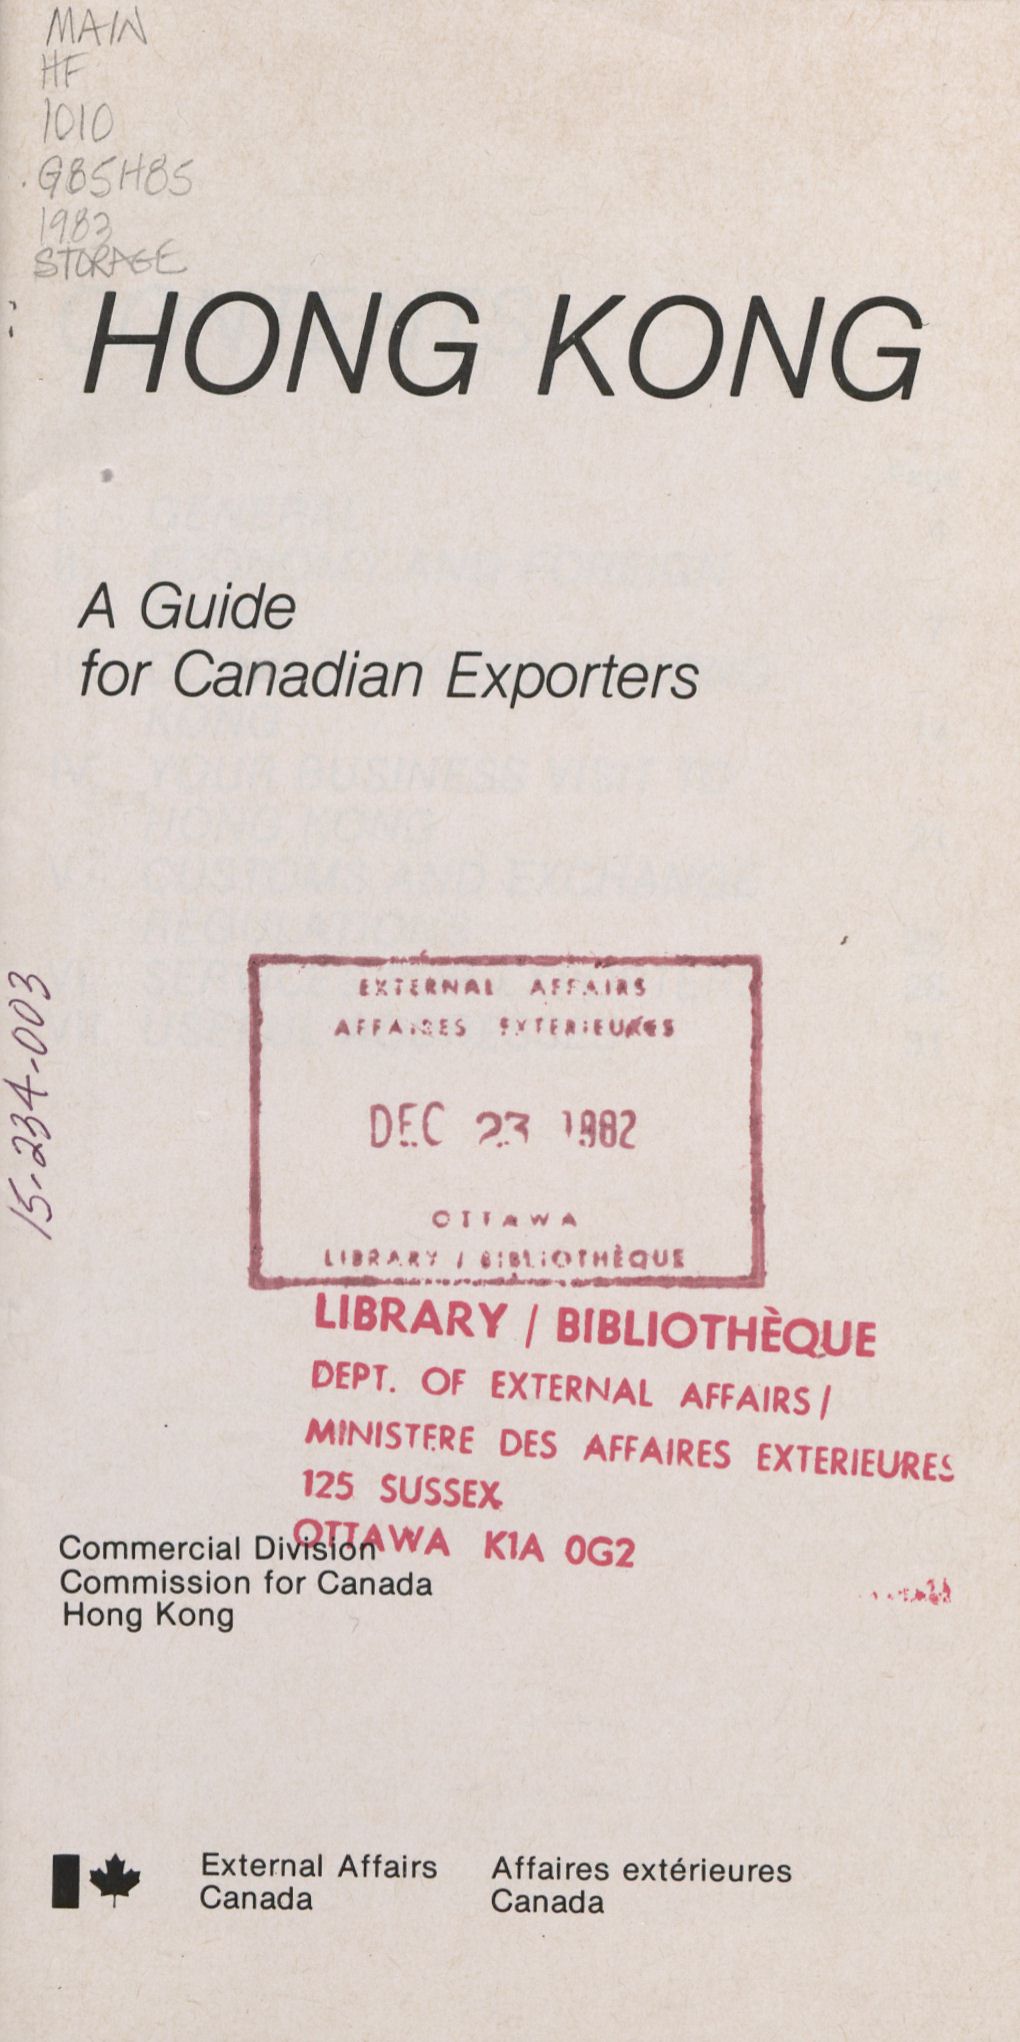 MAIN
HF
1010
.G85H85
1983
STORAGE
HONG KONG
A Guide
for Canadian Exporters
15-234-003
EXTERNAL AFFAIRS
AFFAIRES EXTERIEURES
DEC 23 1982
OTTAWA
LIBRARY / BIBLIOTHÈQUE
LIBRARY / BIBLIOTHÈQUE
DEPT. OF EXTERNAL AFFAIRS /
MINISTERE DES AFFAIRES EXTERIEURES
125 SUSSEX
OTTAWA K1A 0G2
Commercial Division
Commission for Canada
Hong Kong
External Affairs
Canada
Affaires extérieures
Canada